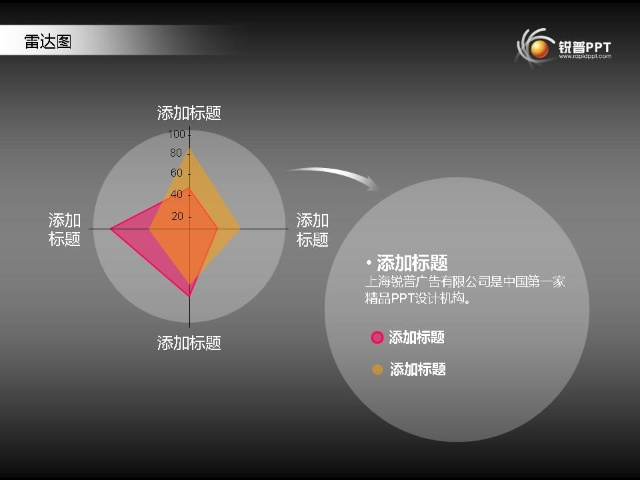 雷达图
锐普PPT
www.rapidppt.com
添加标题
100
80
60
40
20
添加
标题
添加
标题
添加标题
• 添加标题
上海锐普广告有限公司是中国第一家
精品PPT设计机构。
添加标题
添加标题